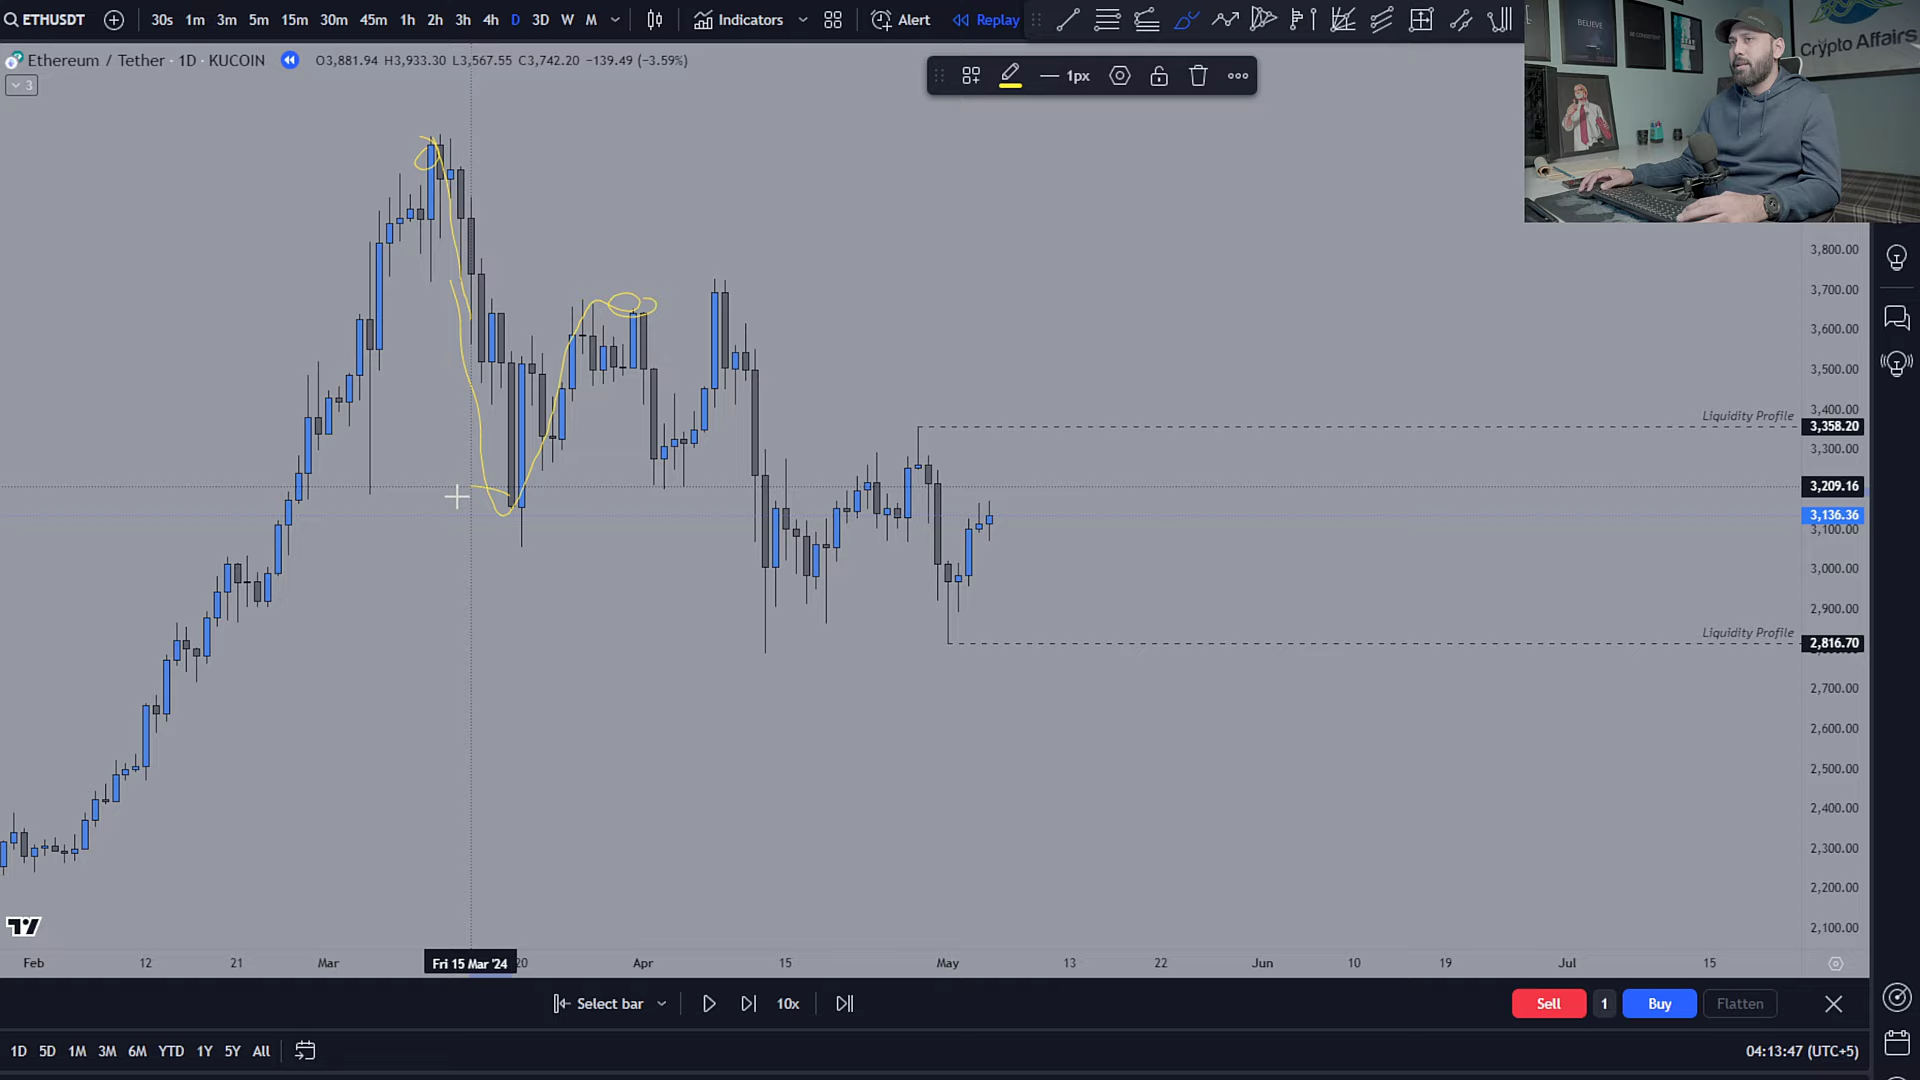 ETHUSDT
30s 1m 3m 5m 15m 30m 45m 1h 2h 3h 4h D 3D W M
Indicators
Alert
Replay
Ethereum / Tether · 1D · KUCOIN
O3,881.94 H3,933.30 L3,567.55 C3,742.20 −139.49 (−3.59%)
3
1px
BELIEVE
BE CONSISTENT
Crypto Affairs
3,800.00
3,700.00
3,600.00
3,500.00
3,400.00
Liquidity Profile
3,358.20
3,300.00
3,209.16
3,136.36
3,100.00
3,000.00
2,900.00
Liquidity Profile
2,816.70
2,700.00
2,600.00
2,500.00
2,400.00
2,300.00
2,200.00
2,100.00
Feb 12 21 Mar Fri 15 Mar '24 20 Apr 15 May 13 22 Jun 10 19 Jul 15
Select bar
10x
Sell 1 Buy Flatten
1D 5D 1M 3M 6M YTD 1Y 5Y All
04:13:47 (UTC+5)